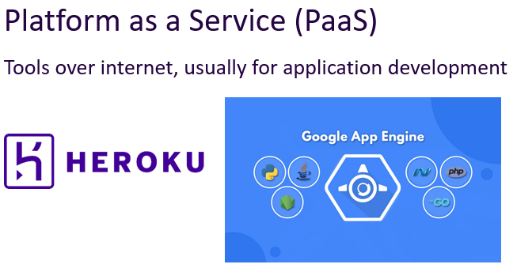 Platform as a Service (PaaS)
Tools over internet, usually for application development
HEROKU
Google App Engine
php
GO